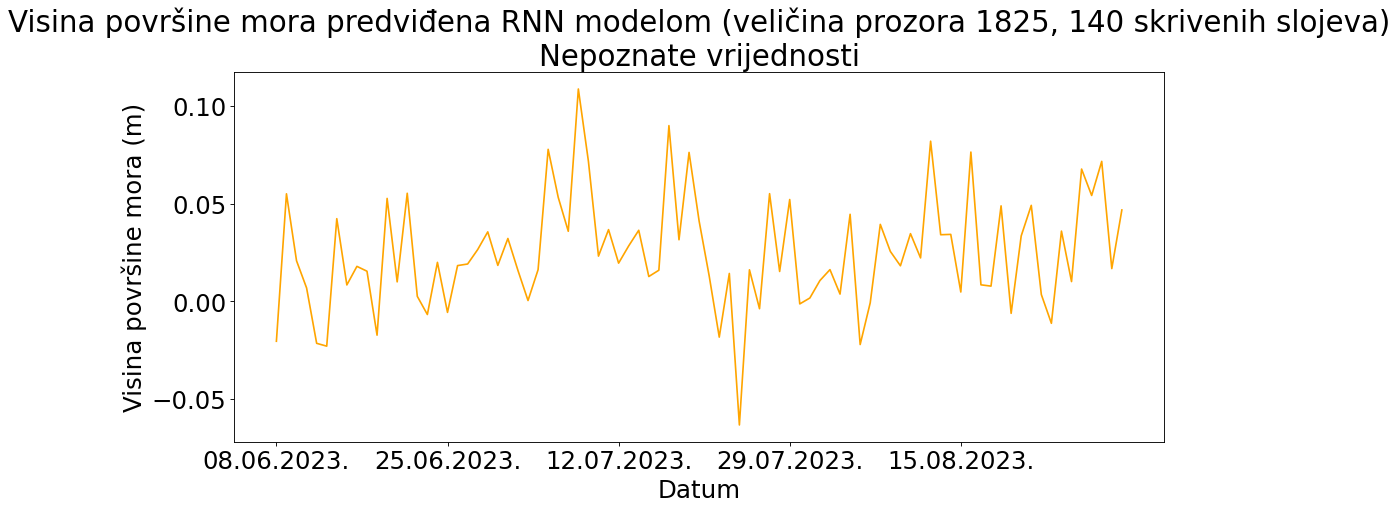 Visina površine mora predviđena RNN modelom (veličina prozora 1825, 140 skrivenih slojeva)
Nepoznate vrijednosti
Visina površine mora (m)
0.10
0.05
0.00
−0.05
08.06.2023. 25.06.2023. 12.07.2023. 29.07.2023. 15.08.2023.
Datum